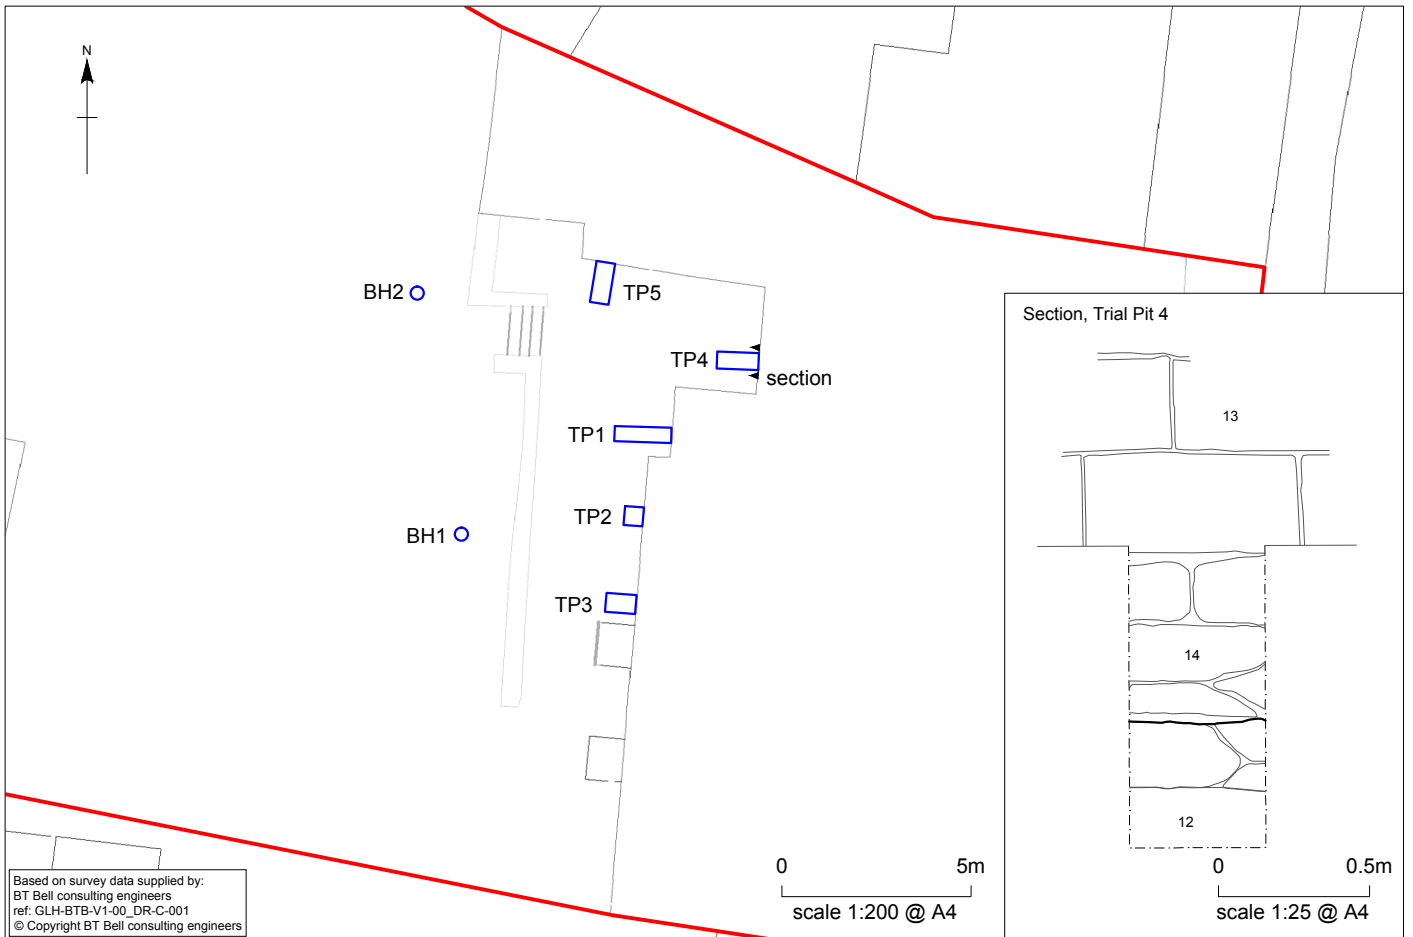 N
BH2
TP5
TP4
section
TP1
TP2
BH1
TP3
Section, Trial Pit 4
13
14
12
0 5m
scale 1:200 @ A4
0 0.5m
scale 1:25 @ A4
Based on survey data supplied by:
BT Bell consulting engineers
ref: GLH-BTB-V1-00_DR-C-001
© Copyright BT Bell consulting engineers